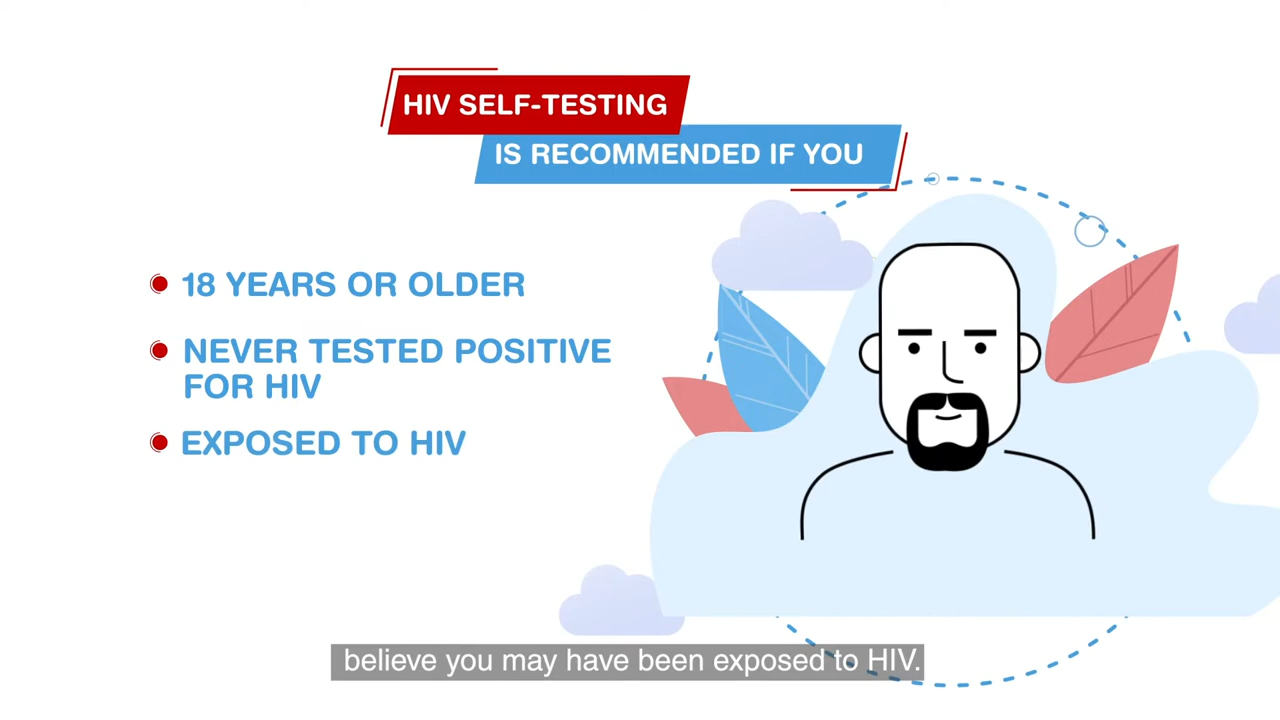 HIV SELF-TESTING
IS RECOMMENDED IF YOU
18 YEARS OR OLDER
NEVER TESTED POSITIVE
FOR HIV
EXPOSED TO HIV
believe you may have been exposed to HIV.